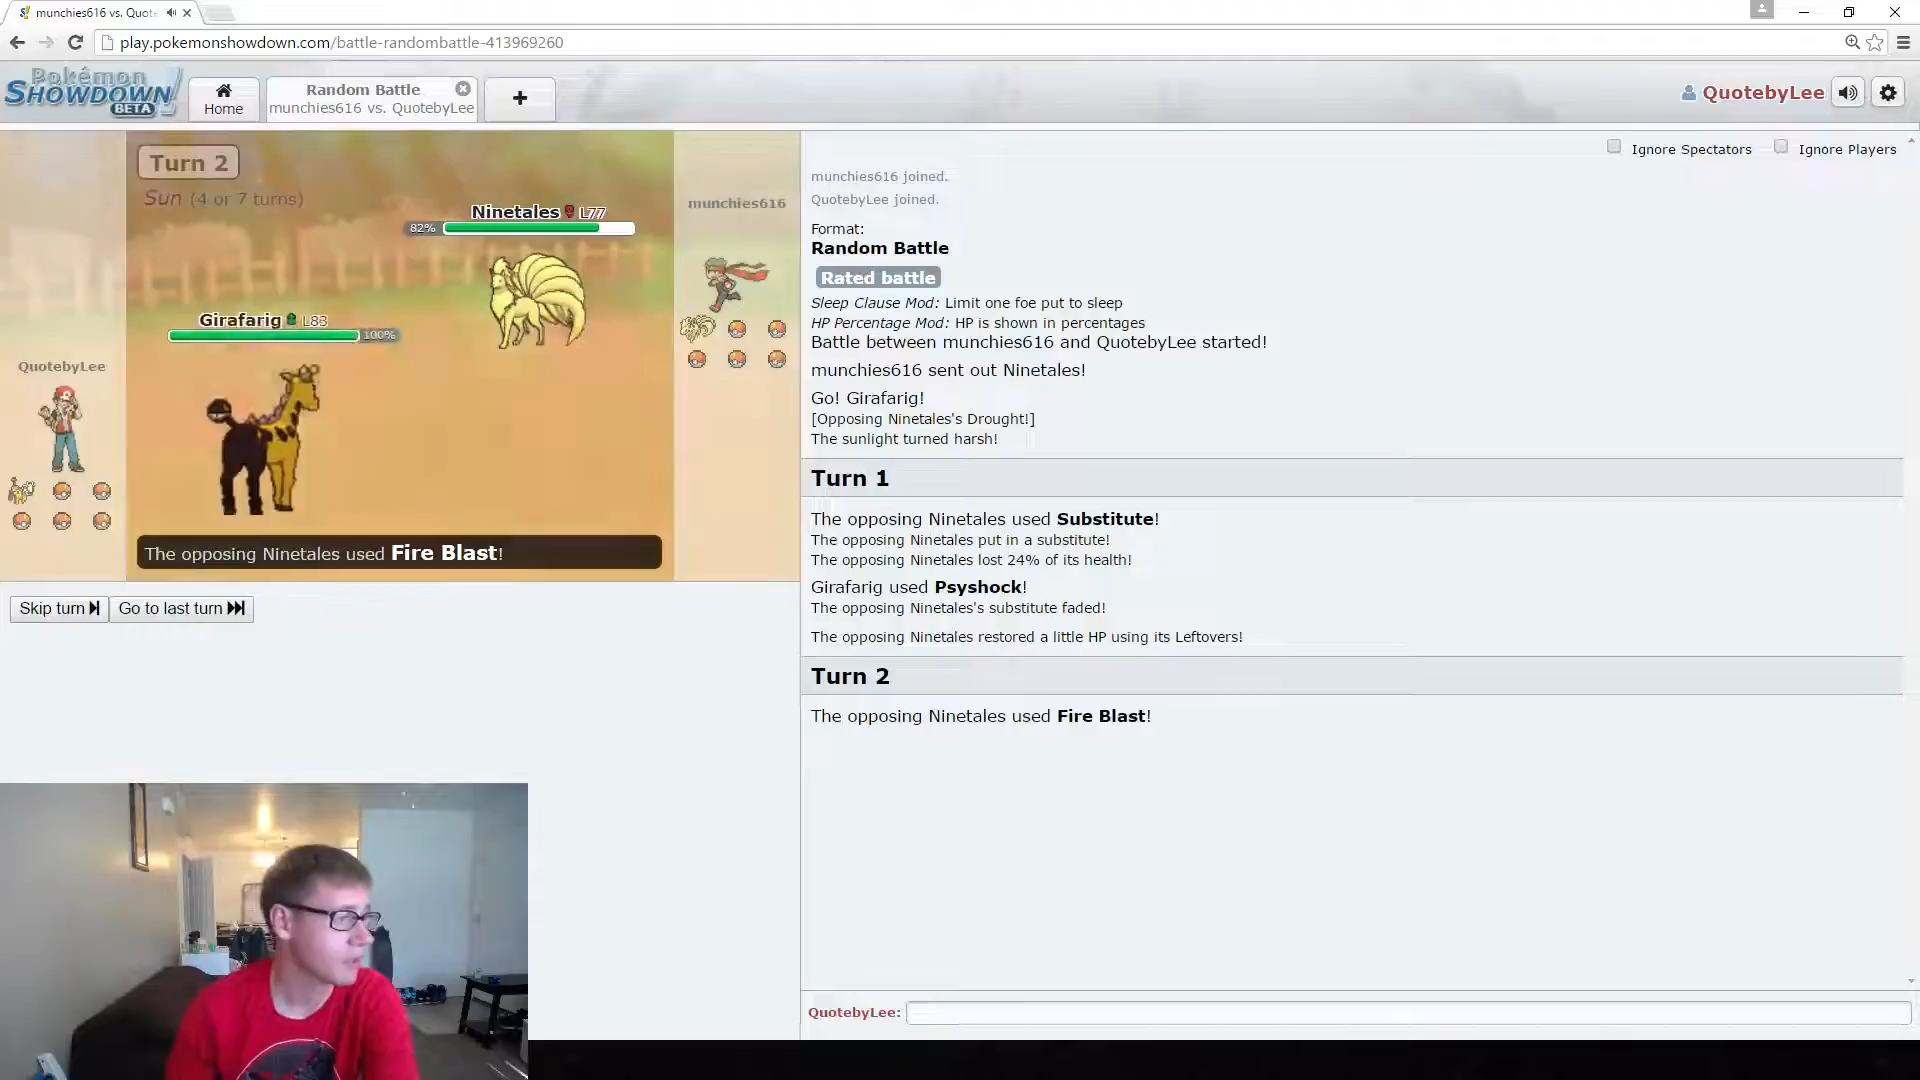 munchies616 vs. Quot
play.pokemonshowdown.com/battle-randombattle-413969260
Pokémon
SHOWDOWN!
BETA
Home
Random Battle
munchies616 vs. QuotebyLee
QuotebyLee
Turn 2
Sun (4 or 7 turns)
Ninetales L77
82%
munchies616
Girafarig L83
100%
QuotebyLee
The opposing Ninetales used Fire Blast!
Skip turn
Go to last turn
Ignore Spectators
Ignore Players
munchies616 joined.
QuotebyLee joined.
Format:
Random Battle
Rated battle
Sleep Clause Mod: Limit one foe put to sleep
HP Percentage Mod: HP is shown in percentages
Battle between munchies616 and QuotebyLee started!
munchies616 sent out Ninetales!
Go! Girafarig!
[Opposing Ninetales's Drought!]
The sunlight turned harsh!
Turn 1
The opposing Ninetales used Substitute!
The opposing Ninetales put in a substitute!
The opposing Ninetales lost 24% of its health!
Girafarig used Psyshock!
The opposing Ninetales's substitute faded!
The opposing Ninetales restored a little HP using its Leftovers!
Turn 2
The opposing Ninetales used Fire Blast!
QuotebyLee: